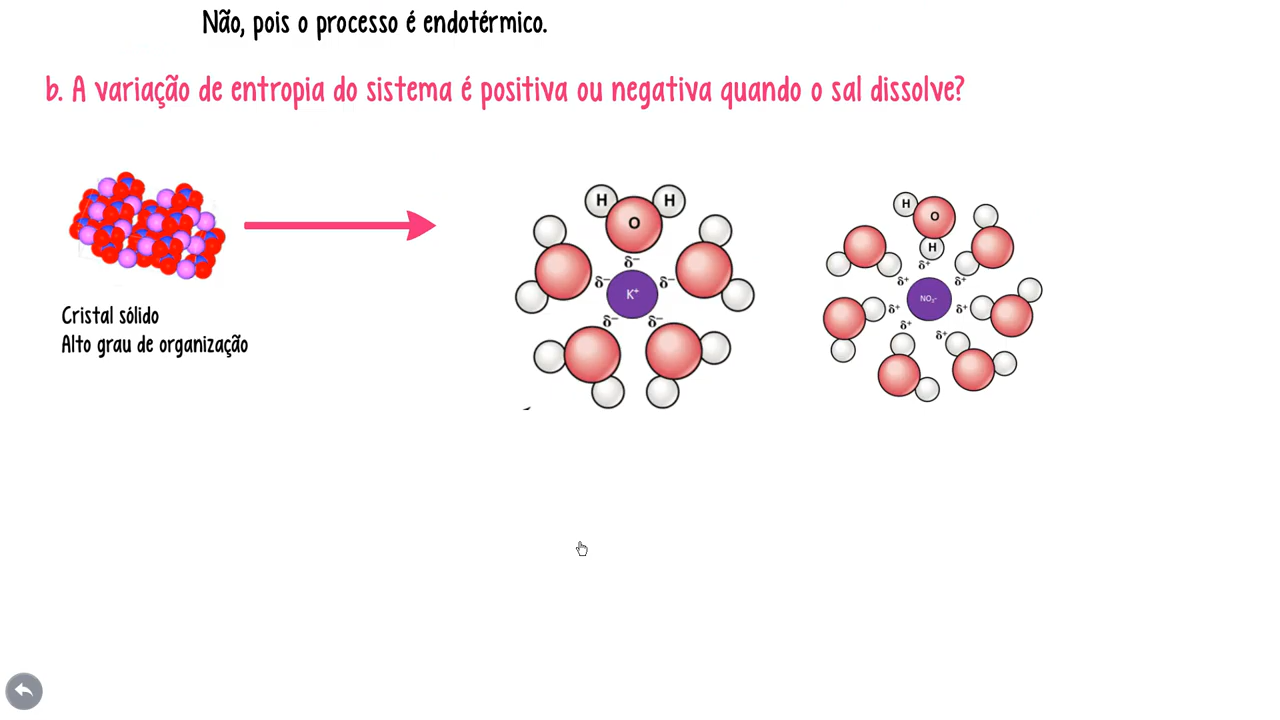 Não, pois o processo é endotérmico.
b. A variação de entropia do sistema é positiva ou negativa quando o sal dissolve?
H H
O
δ⁻
δ⁻ δ⁻
K⁺
δ⁻ δ⁻
H
O
H
δ⁺
δ⁺ δ⁺
NO₃⁻
δ⁺ δ⁺
δ⁺ δ⁺
Cristal sólido
Alto grau de organização